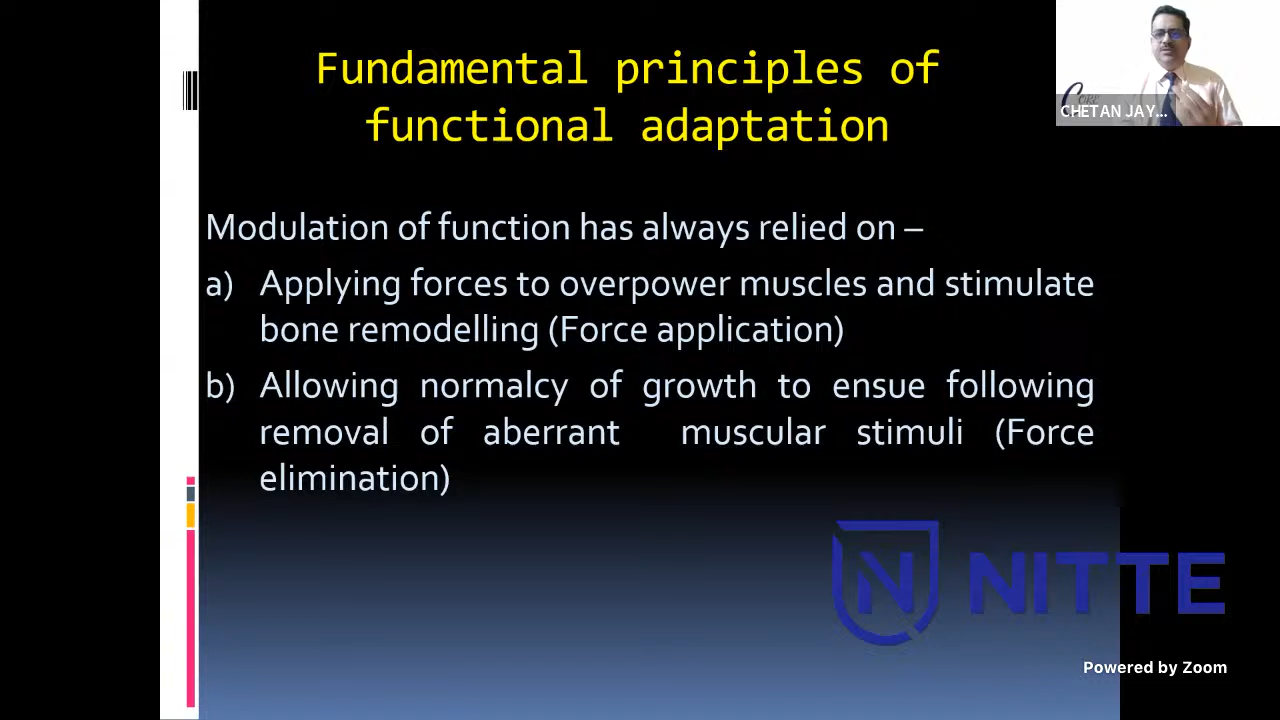 Fundamental principles of
functional adaptation
Modulation of function has always relied on –
a) Applying forces to overpower muscles and stimulate
bone remodelling (Force application)
b) Allowing normalcy of growth to ensue following
removal of aberrant muscular stimuli (Force
elimination)
CHETAN JAY...
N NITTE
Powered by Zoom